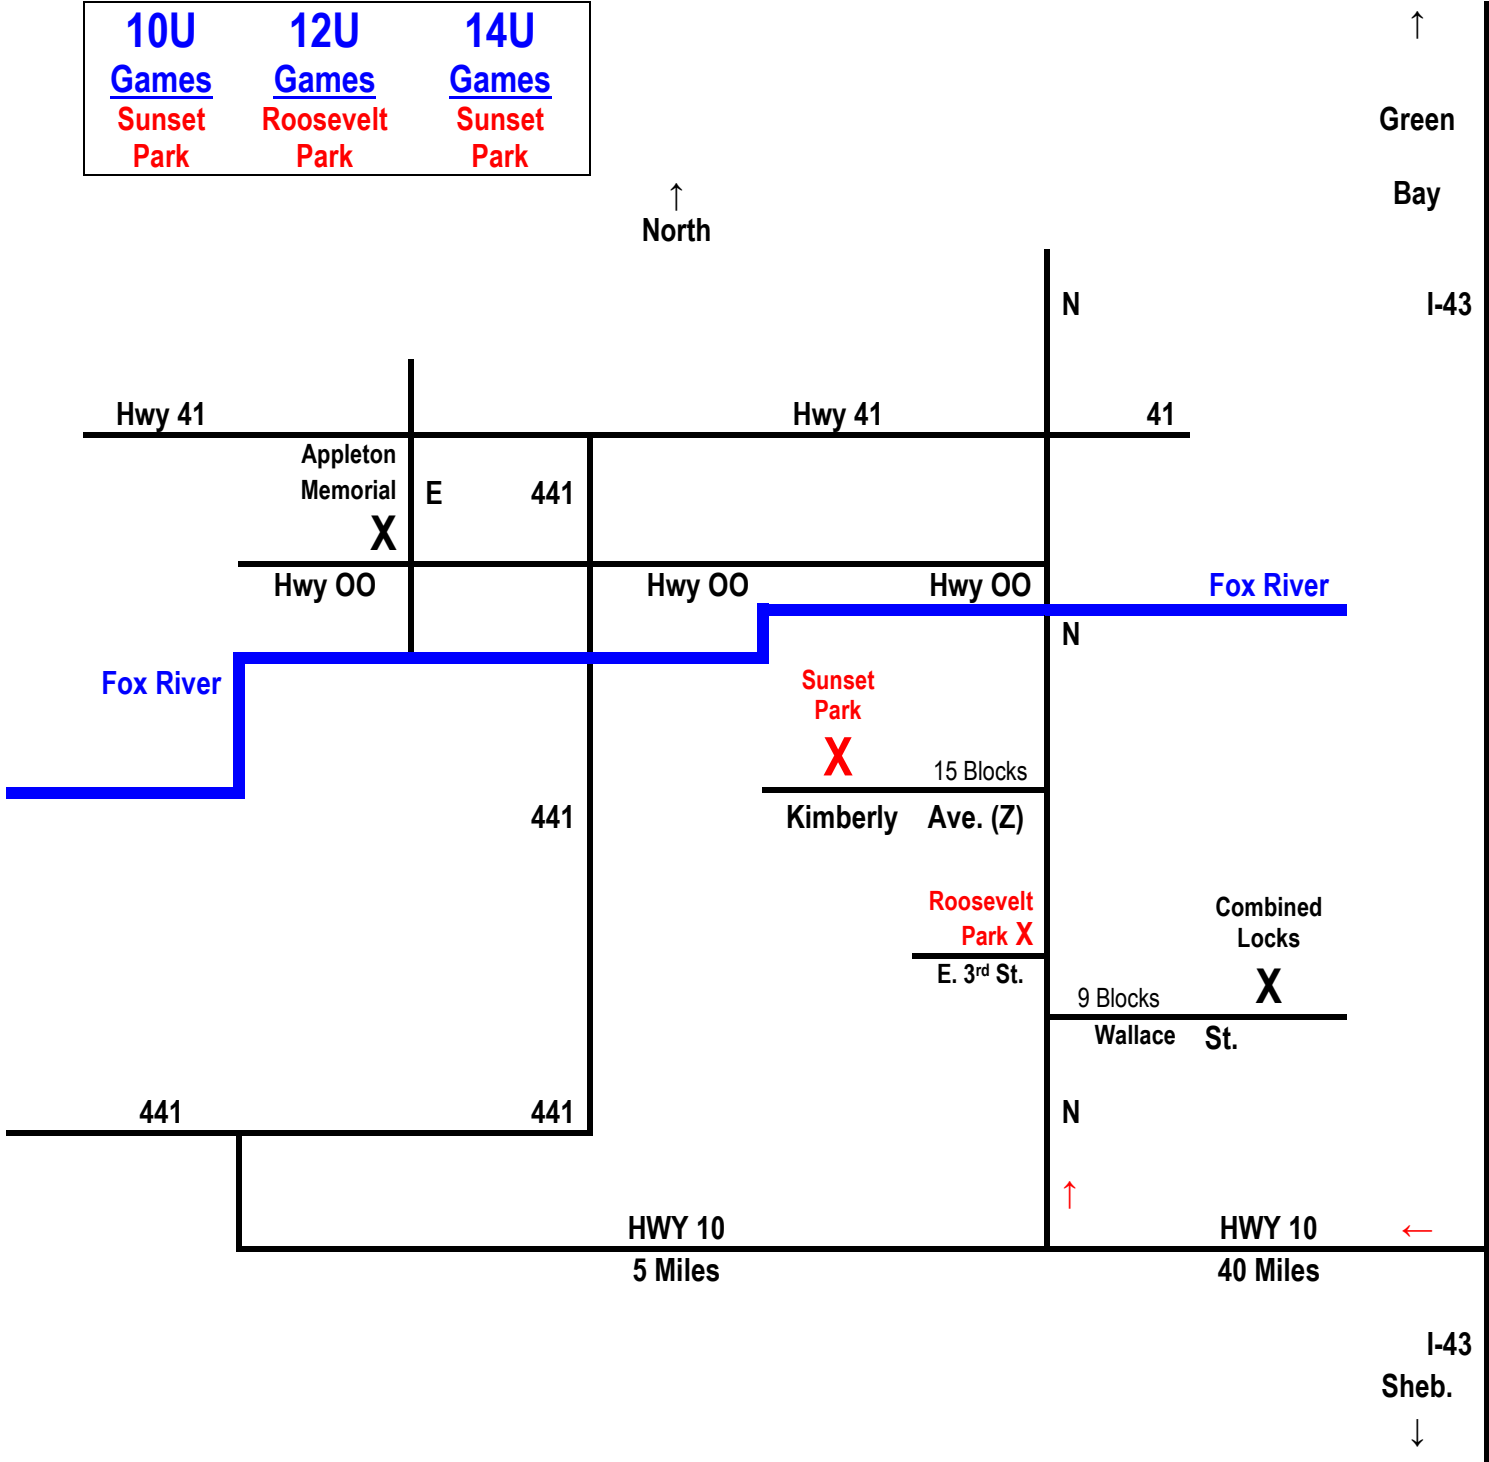 10U 12U 14U
Games Games Games
Sunset Roosevelt Sunset
Park Park Park
↑
Green
Bay
↑
North
N
I-43
Hwy 41 Hwy 41 41
Appleton
Memorial E 441
X
Hwy OO Hwy OO Hwy OO Fox River
N
Fox River
Sunset
Park
X
15 Blocks
441 Kimberly Ave. (Z)
Roosevelt
Park X
E. 3rd St.
Combined
Locks
X
9 Blocks
Wallace St.
441 441 N
↑
HWY 10 HWY 10 ←
5 Miles 40 Miles
I-43
Sheb.
↓